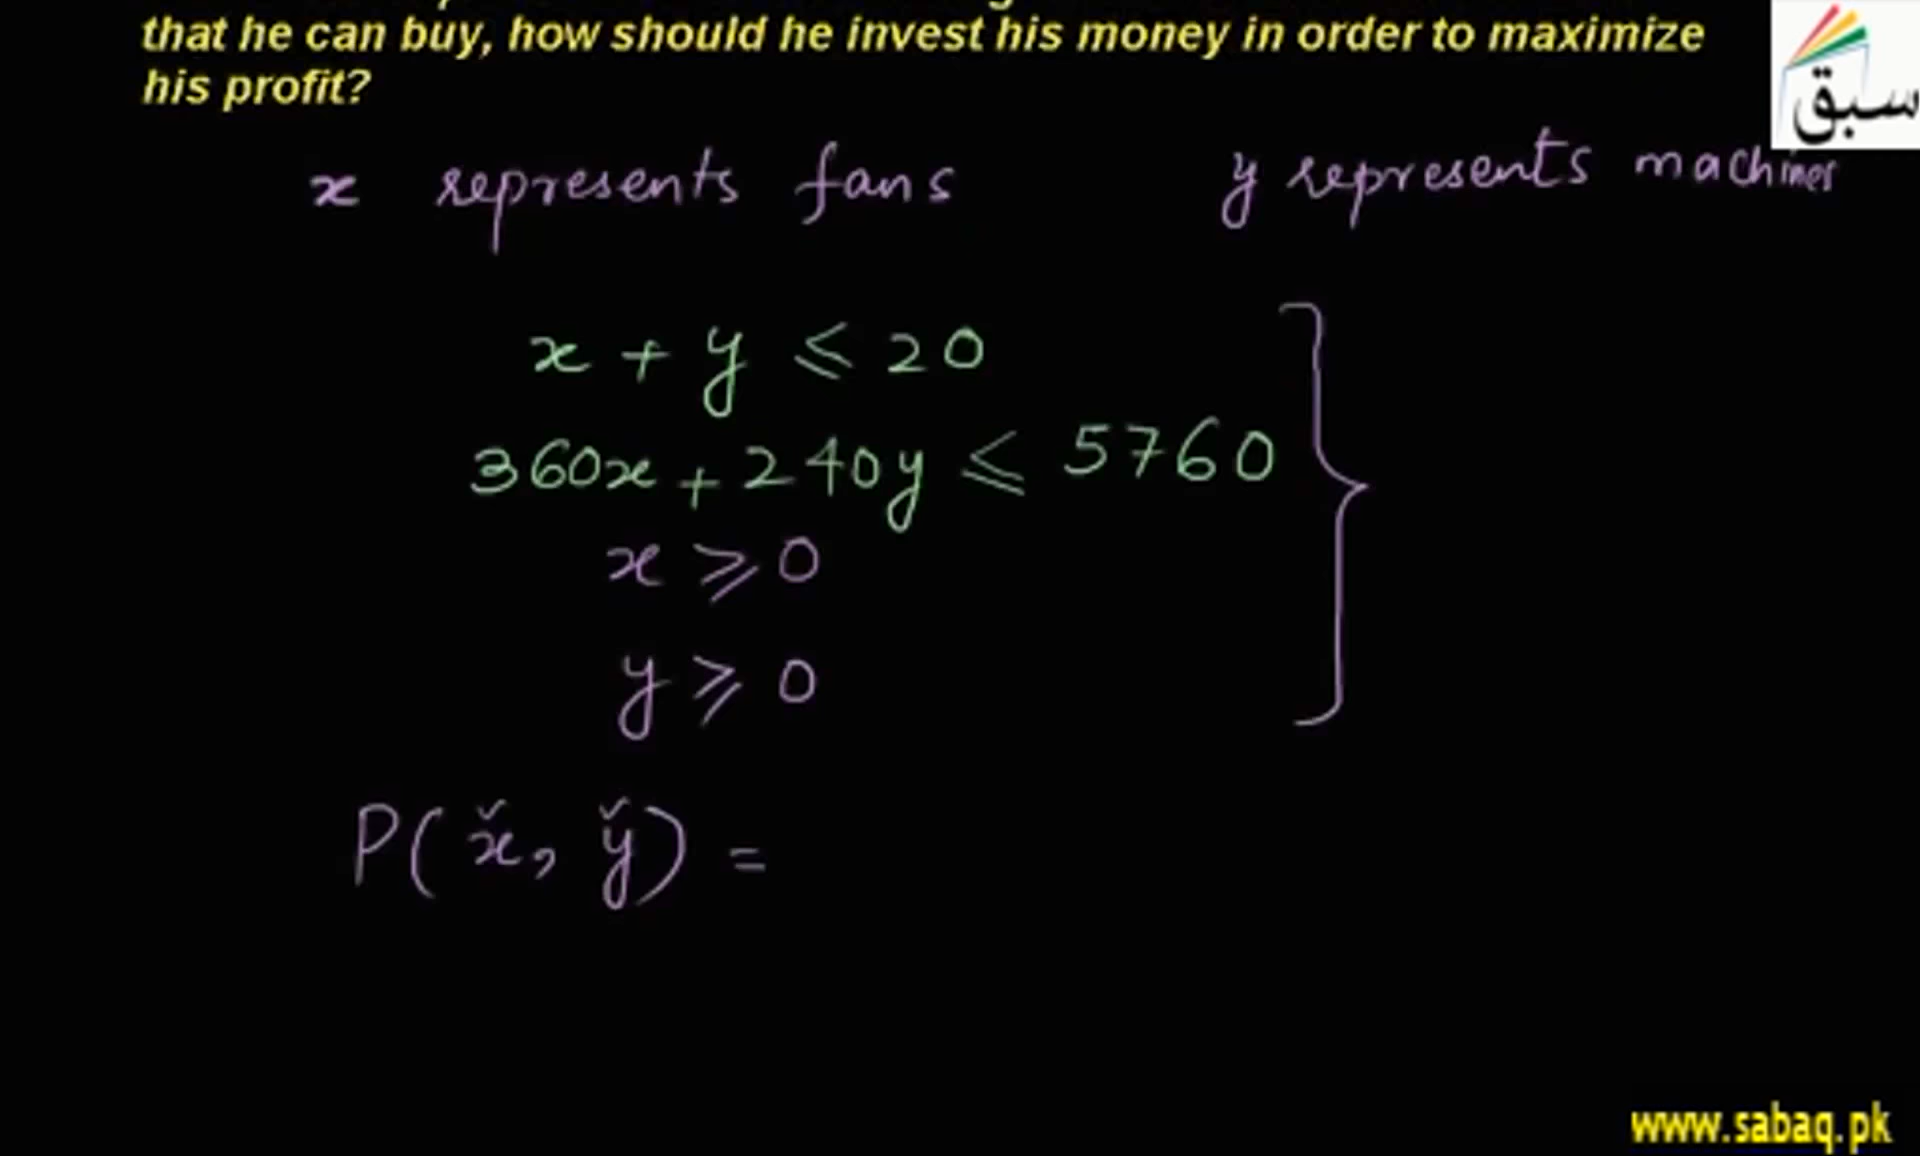 that he can buy, how should he invest his money in order to maximize
his profit?
سبق
x represents fans
y represents machines
x + y ⩽ 20
360x + 240y ⩽ 5760
x ⩾ 0
y ⩾ 0
P(x̌, y̌) =
www.sabaq.pk